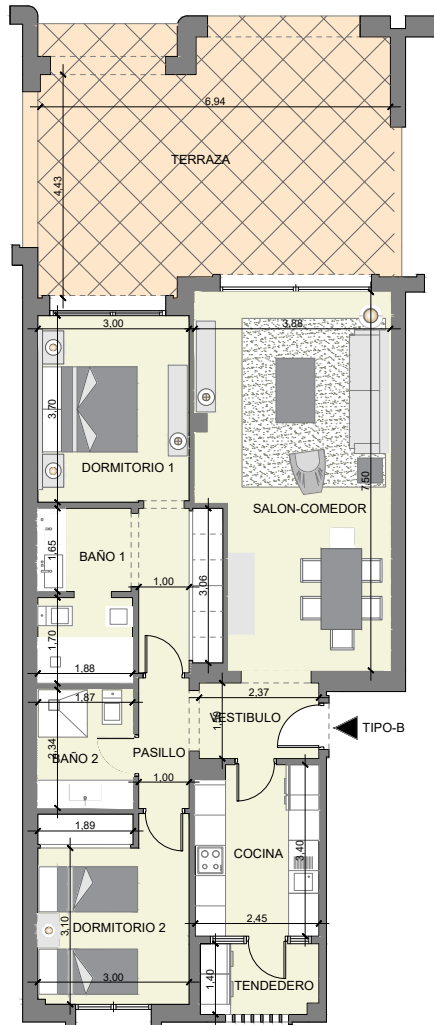 6,94
TERRAZA
4,43
3,00
3,88
3,70
DORMITORIO 1
SALON-COMEDOR
7,50
BAÑO 1
1,65
1,00
3,06
1,70
1,88
1,87
2,37
VESTIBULO
TIPO-B
2,34
BAÑO 2
PASILLO
1,00
1,89
COCINA
3,40
3,10
DORMITORIO 2
2,45
3,00
1,40
TENDEDERO